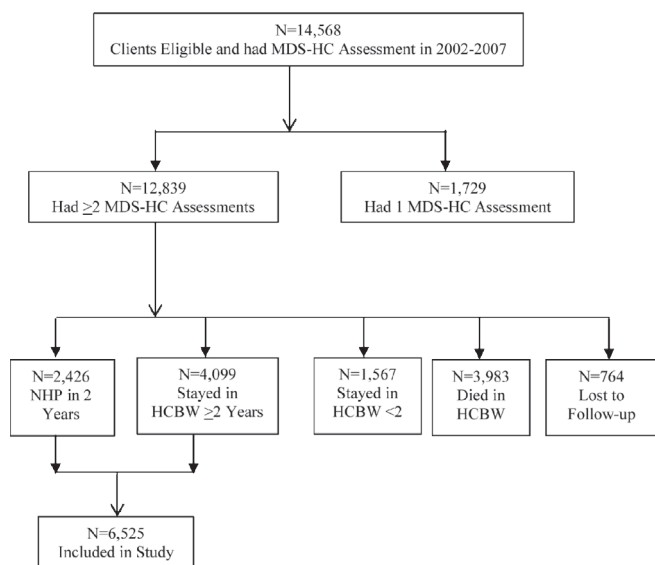 N=14,568
Clients Eligible and had MDS-HC Assessment in 2002-2007
N=12,839
Had ≥2 MDS-HC Assessments
N=1,729
Had 1 MDS-HC Assessment
N=2,426
NHP in 2
Years
N=4,099
Stayed in
HCBW ≥2 Years
N=1,567
Stayed in
HCBW <2
N=3,983
Died in
HCBW
N=764
Lost to
Follow-up
N=6,525
Included in Study